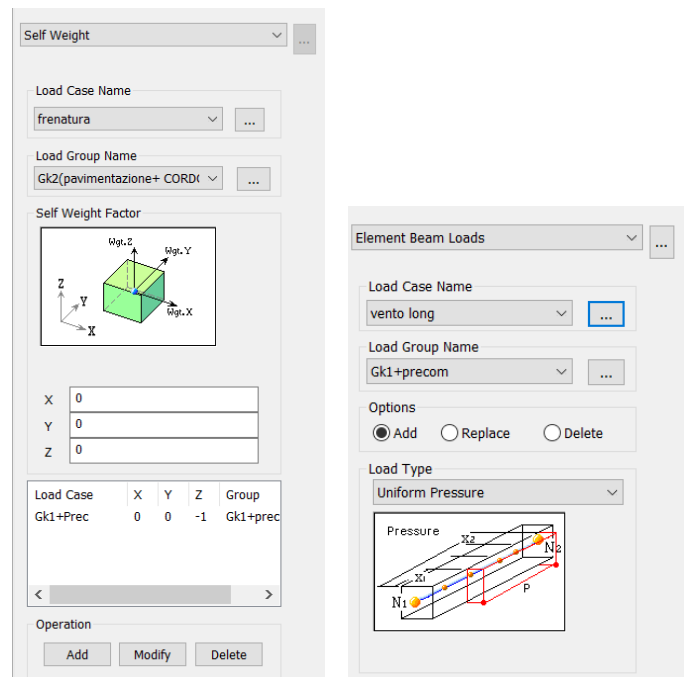 Self Weight
...
Load Case Name
frenatura
...
Load Group Name
Gk2(pavimentazione+ CORD(
...
Self Weight Factor
Wgt.Z
Wgt.Y
Wgt.X
Z
Y
X
X 0
Y 0
Z 0
Load Case X Y Z Group
Gk1+Prec 0 0 -1 Gk1+prec
< >
Operation
Add Modify Delete
Element Beam Loads
...
Load Case Name
vento long
...
Load Group Name
Gk1+precom
...
Options
Add Replace Delete
Load Type
Uniform Pressure
Pressure
X2
N2
X1
N1
P